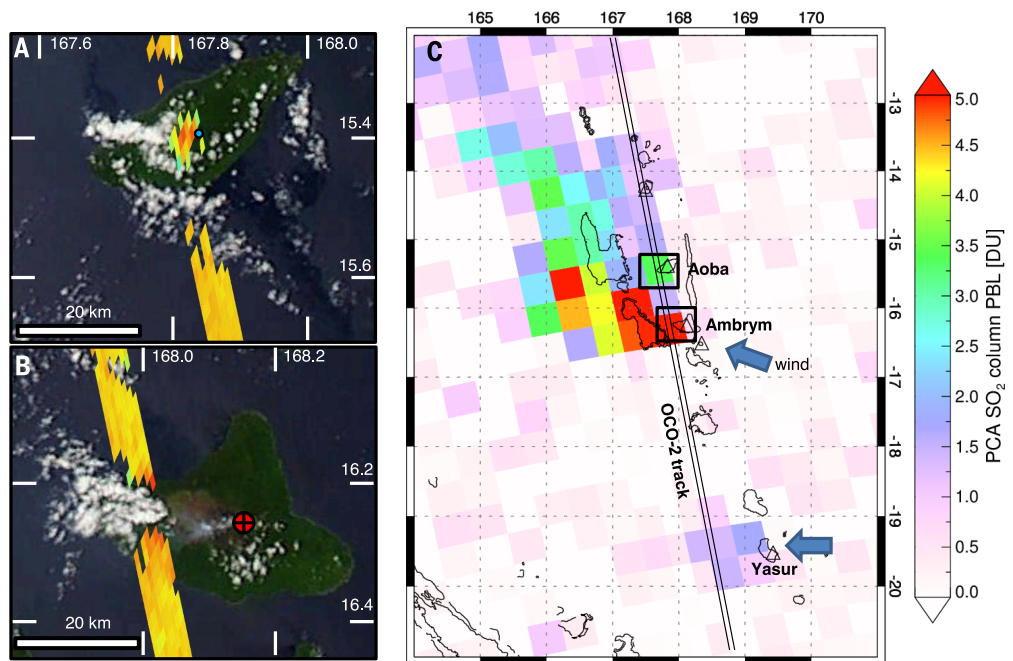 A
167.6
167.8
168.0
15.4
15.6
20 km
B
168.0
168.2
16.2
16.4
20 km
165 166 167 168 169 170
C
-13
-14
-15
-16
-17
-18
-19
-20
Aoba
Ambrym
wind
OCO-2 track
Yasur
5.0
4.5
4.0
3.5
3.0
2.5
2.0
1.5
1.0
0.5
0.0
PCA SO₂ column PBL [DU]